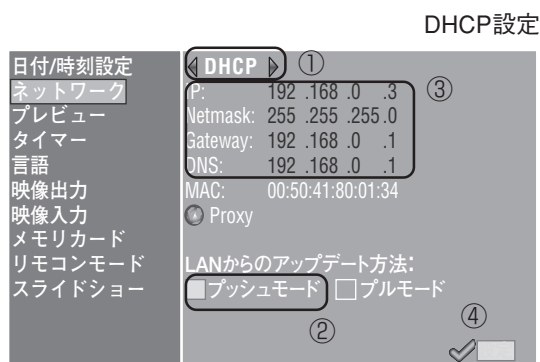 DHCP設定
日付/時刻設定
ネットワーク
プレビュー
タイマー
言語
映像出力
映像入力
メモリカード
リモコンモード
スライドショー
DHCP ①
IP: 192 .168 .0 .3 ③
Netmask: 255 .255 .255 .0
Gateway: 192 .168 .0 .1
DNS: 192 .168 .0 .1
MAC: 00:50:41:80:01:34
Proxy
LANからのアップデート方法:
プッシュモード プルモード
② ④